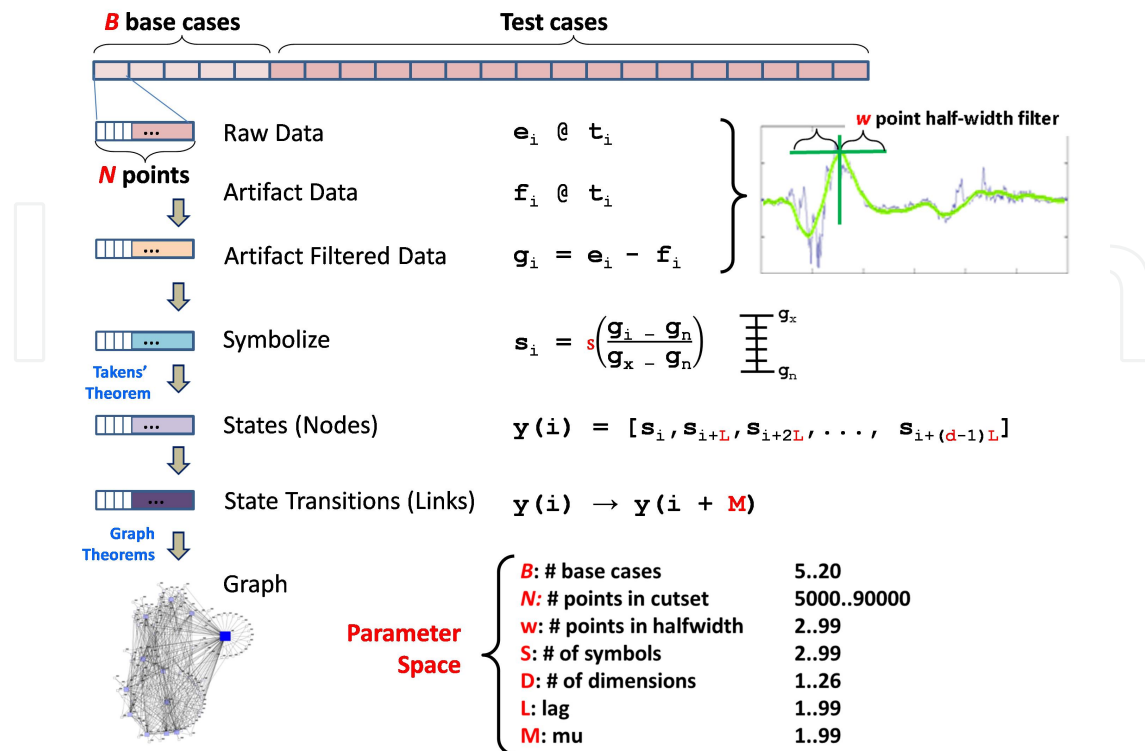 B base cases
Test cases
...
N points
Raw Data
e_i @ t_i
w point half-width filter
Artifact Data
f_i @ t_i
...
Artifact Filtered Data
g_i = e_i - f_i
...
Symbolize
s_i = s((g_i - g_n)/(g_x - g_n))
g_x
g_n
Takens'
Theorem
...
States (Nodes)
y(i) = [s_i,s_{i+L},s_{i+2L},..., s_{i+(d-1)L}]
...
State Transitions (Links)
y(i) → y(i + M)
Graph
Theorems
Graph
Parameter
Space
B: # base cases 5..20
N: # points in cutset 5000..90000
w: # points in halfwidth 2..99
S: # of symbols 2..99
D: # of dimensions 1..26
L: lag 1..99
M: mu 1..99